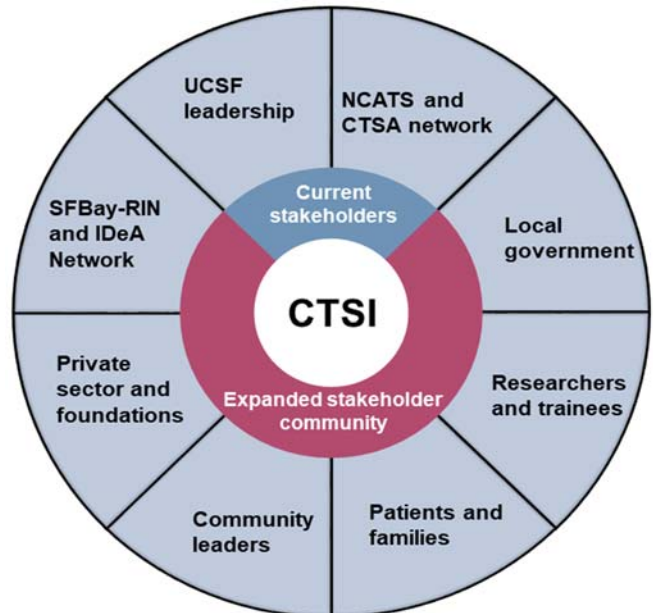 UCSF
leadership
NCATS and
CTSA network
Current
stakeholders
SFBay-RIN
and IDeA
Network
Local
government
CTSI
Private
sector and
foundations
Researchers
and trainees
Expanded stakeholder
community
Community
leaders
Patients and
families